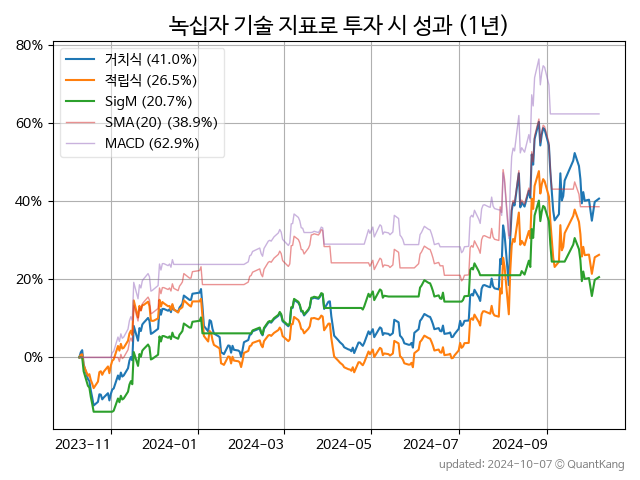 녹십자 기술 지표로 투자 시 성과 (1년)
80%
60%
40%
20%
0%
거치식 (41.0%)
적립식 (26.5%)
SigM (20.7%)
SMA(20) (38.9%)
MACD (62.9%)
2023-11
2024-01
2024-03
2024-05
2024-07
2024-09
updated: 2024-10-07 © QuantKang